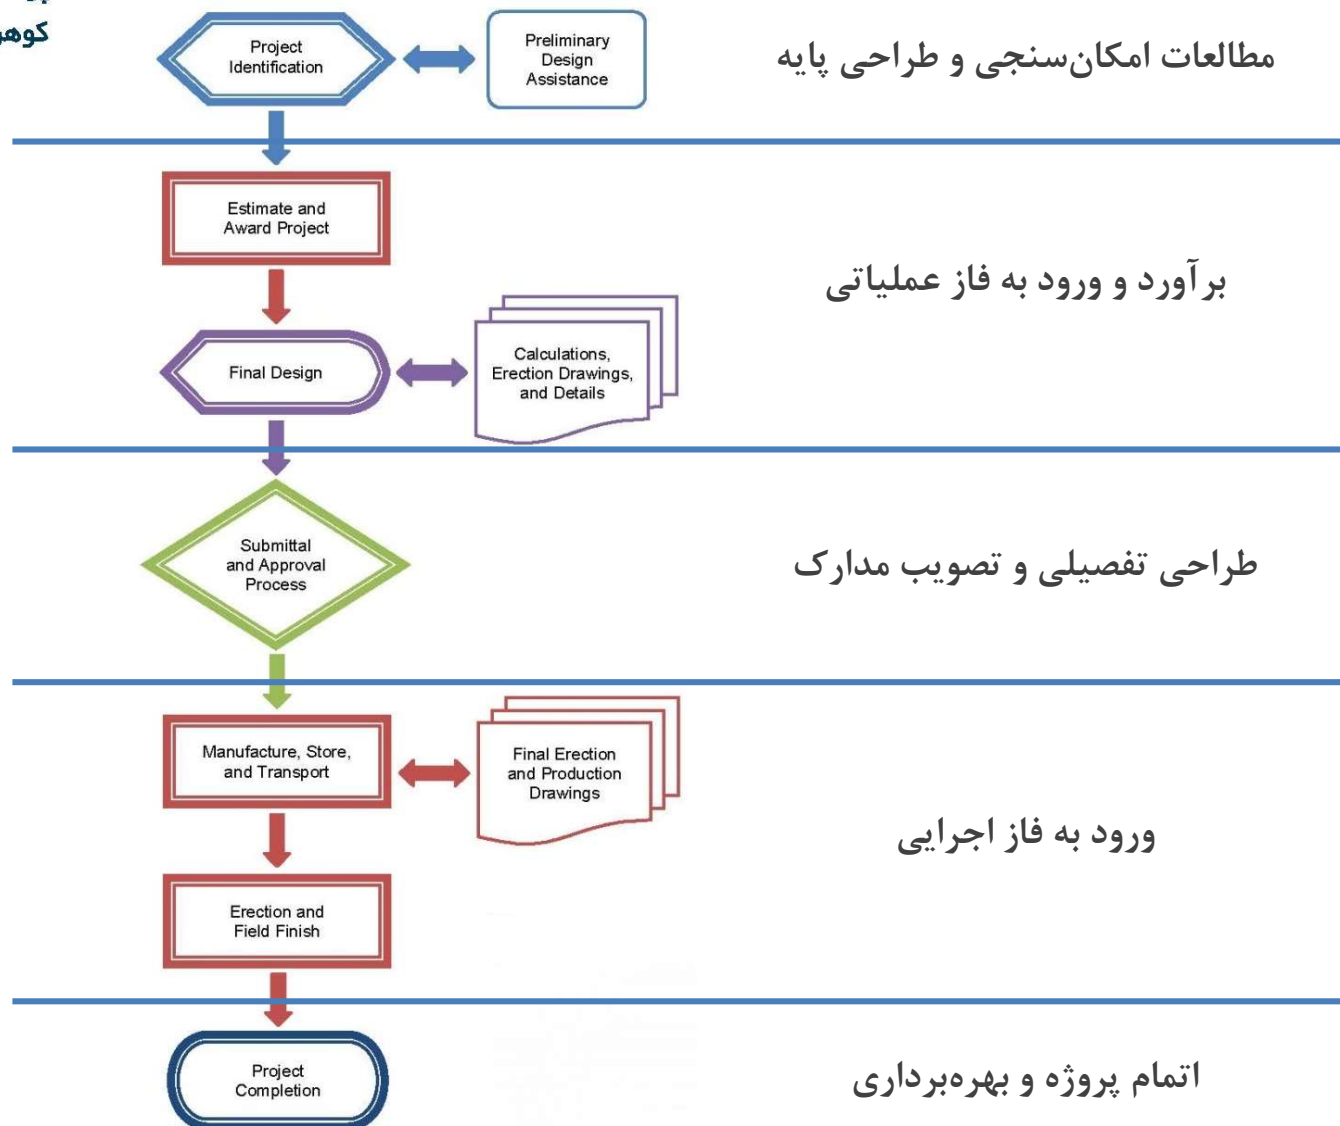 کوهر
Project
Identification
Preliminary
Design
Assistance
مطالعات امکان‌سنجی و طراحی پایه
Estimate and
Award Project
برآورد و ورود به فاز عملیاتی
Final Design
Calculations,
Erection Drawings,
and Details
Submittal
and Approval
Process
طراحی تفصیلی و تصویب مدارک
Manufacture, Store,
and Transport
Final Erection
and Production
Drawings
ورود به فاز اجرایی
Erection and
Field Finish
Project
Completion
اتمام پروژه و بهره‌برداری